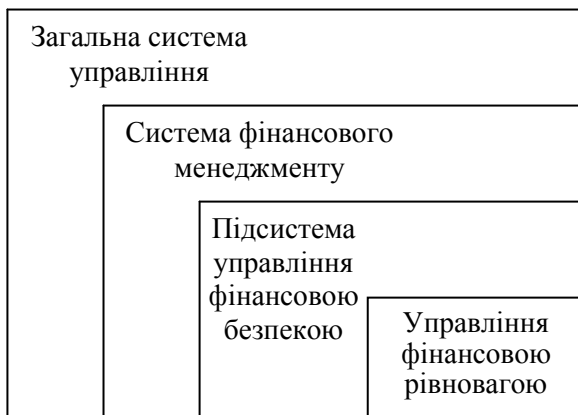 Загальна система
управління
Система фінансового
менеджменту
Підсистема
управління
фінансовою
безпекою
Управління
фінансовою
рівновагою